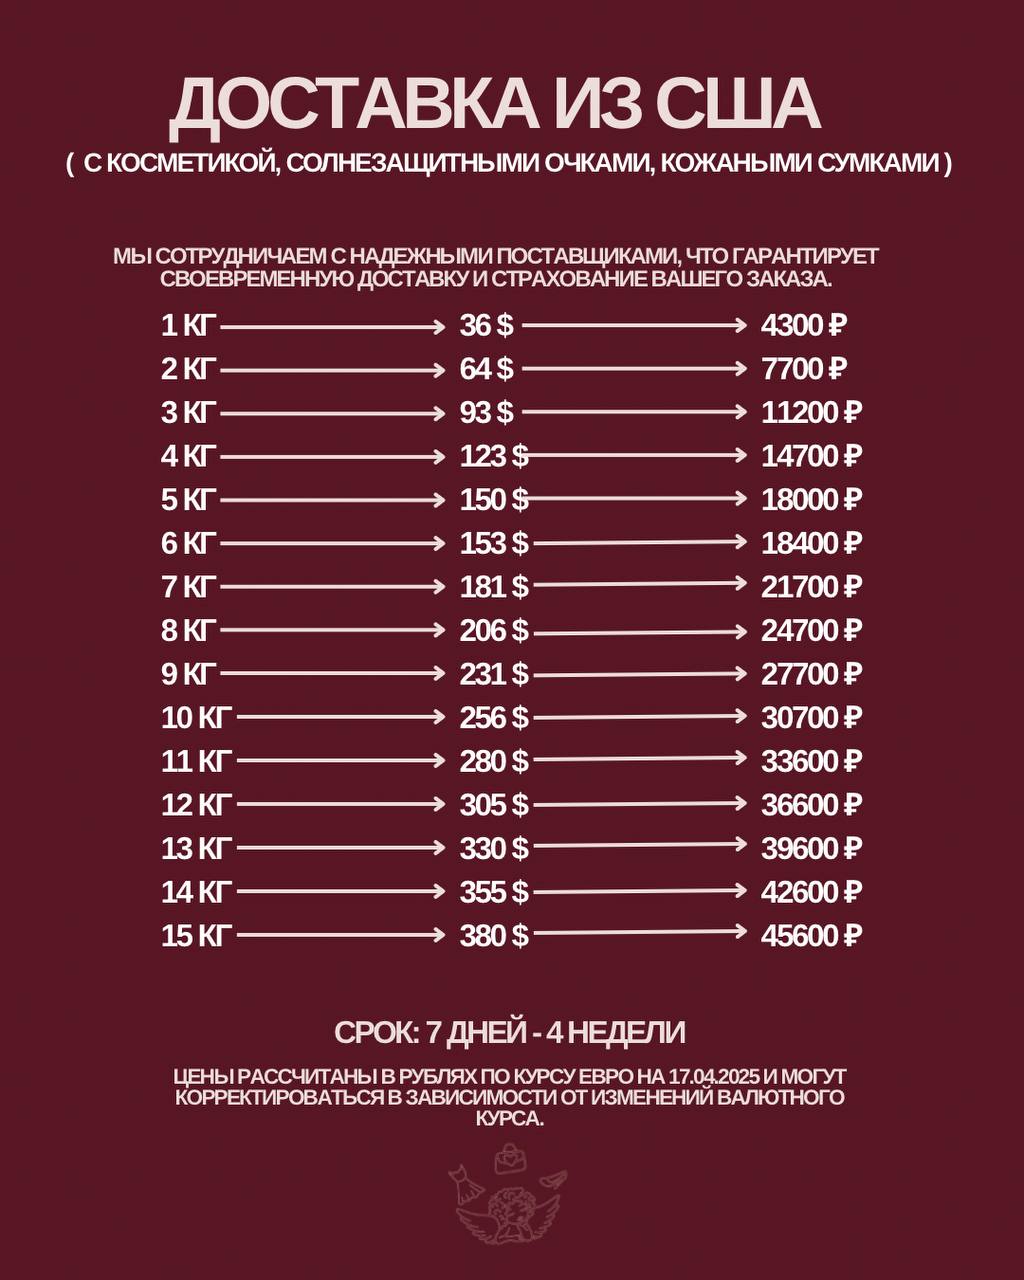 ДОСТАВКА ИЗ США
( С КОСМЕТИКОЙ, СОЛНЕЗАЩИТНЫМИ ОЧКАМИ, КОЖАНЫМИ СУМКАМИ )
МЫ СОТРУДНИЧАЕМ С НАДЕЖНЫМИ ПОСТАВЩИКАМИ, ЧТО ГАРАНТИРУЕТ
СВОЕВРЕМЕННУЮ ДОСТАВКУ И СТРАХОВАНИЕ ВАШЕГО ЗАКАЗА.
1 КГ 36 $ 4300 ₽
2 КГ 64 $ 7700 ₽
3 КГ 93 $ 11200 ₽
4 КГ 123 $ 14700 ₽
5 КГ 150 $ 18000 ₽
6 КГ 153 $ 18400 ₽
7 КГ 181 $ 21700 ₽
8 КГ 206 $ 24700 ₽
9 КГ 231 $ 27700 ₽
10 КГ 256 $ 30700 ₽
11 КГ 280 $ 33600 ₽
12 КГ 305 $ 36600 ₽
13 КГ 330 $ 39600 ₽
14 КГ 355 $ 42600 ₽
15 КГ 380 $ 45600 ₽
СРОК: 7 ДНЕЙ - 4 НЕДЕЛИ
ЦЕНЫ РАССЧИТАНЫ В РУБЛЯХ ПО КУРСУ ЕВРО НА 17.04.2025 И МОГУТ
КОРРЕКТИРОВАТЬСЯ В ЗАВИСИМОСТИ ОТ ИЗМЕНЕНИЙ ВАЛЮТНОГО
КУРСА.